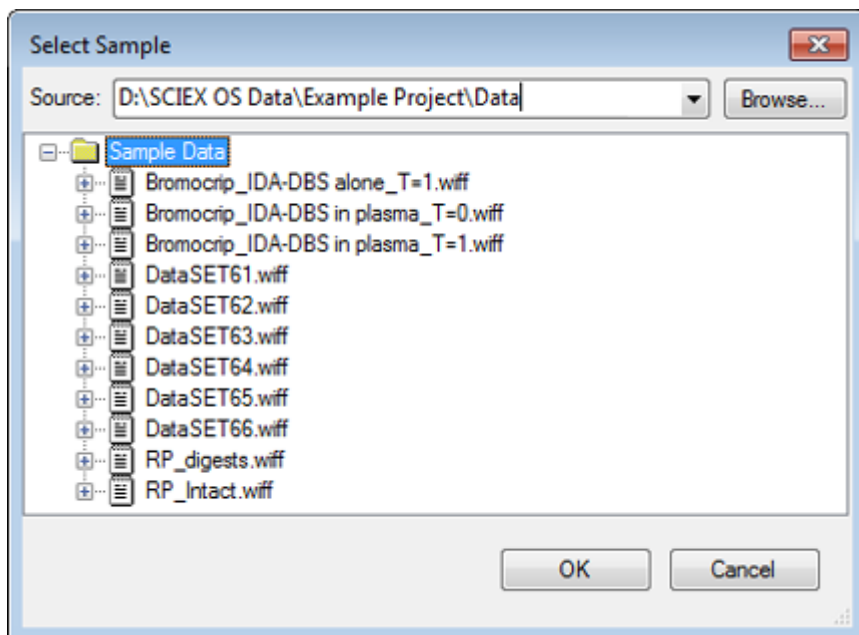 Select Sample
Source: D:\SCIEX OS Data\Example Project\Data Browse...
Sample Data
Bromocrip_IDA-DBS alone_T=1.wiff
Bromocrip_IDA-DBS in plasma_T=0.wiff
Bromocrip_IDA-DBS in plasma_T=1.wiff
DataSET61.wiff
DataSET62.wiff
DataSET63.wiff
DataSET64.wiff
DataSET65.wiff
DataSET66.wiff
RP_digests.wiff
RP_Intact.wiff
OK Cancel